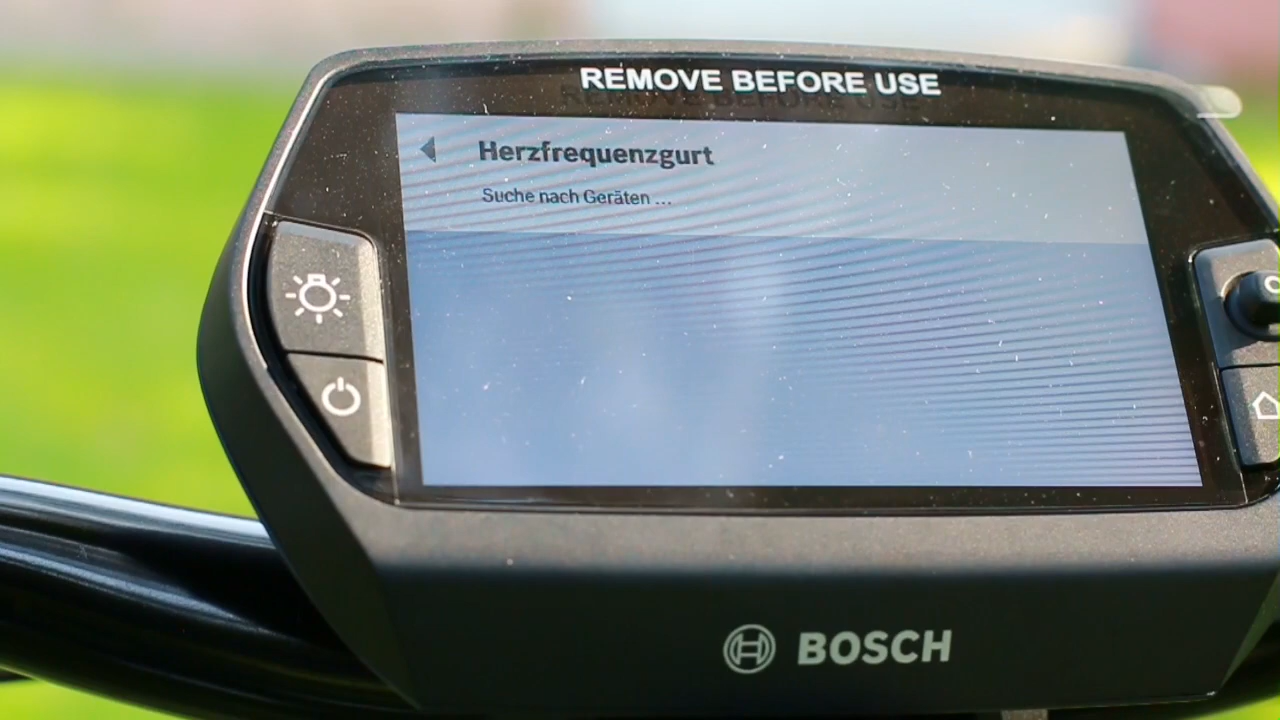 REMOVE BEFORE USE
Herzfrequenzgurt
Suche nach Geräten ...
BOSCH